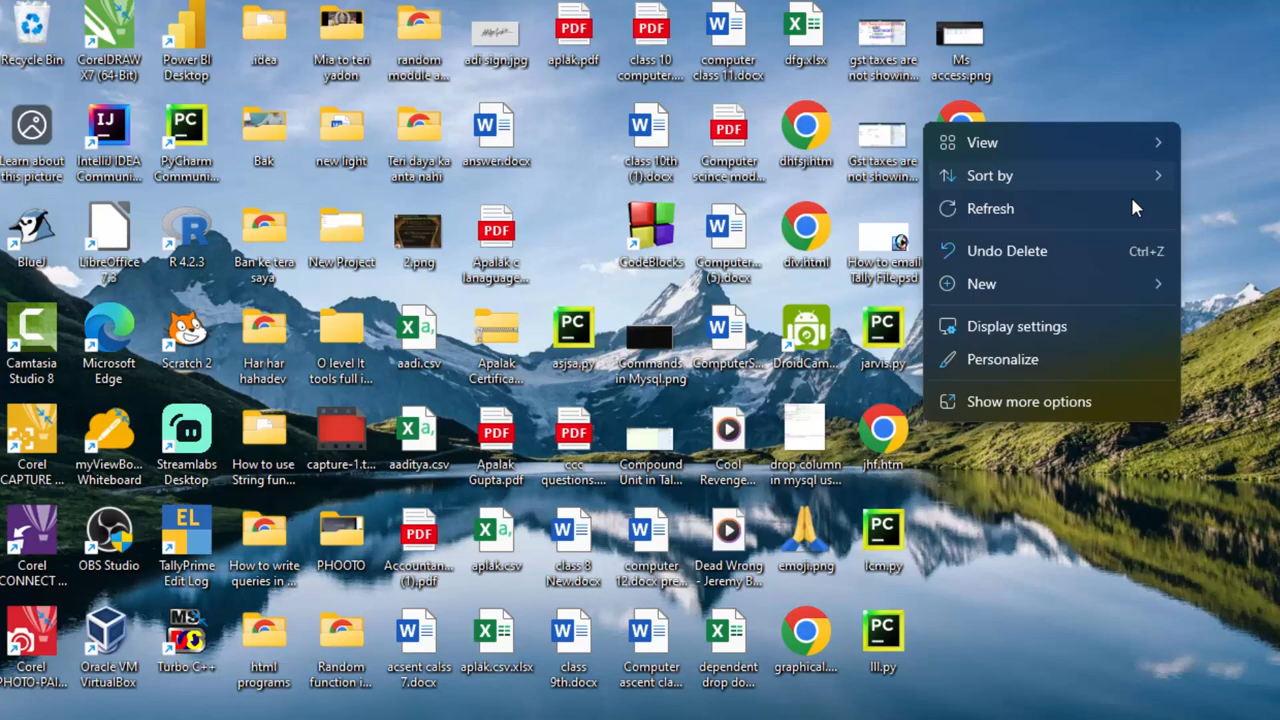 Recycle Bin
CorelDRAW
X7 (64-Bit)
Power BI
Desktop
idea
Mia to teri
yadon
random
module a...
adi sign.jpg
aplak.pdf
class 10
computer....
computer
class 11.docx
dfg.xlsx
gst taxes are
not showin...
Ms
access.png
Learn about
this picture
IntelliJ IDEA
Communi...
PyCharm
Communi...
Bak
new light
Teri daya ka
anta nahi
answer.docx
class 10th
(1).docx
Computer
scince mod...
dhfsj.htm
Gst taxes are
not showin...
BlueJ
LibreOffice
7.3
R 4.2.3
Ban ke tera
saya
New Project
2.png
Apalak c
lanaguage...
CodeBlocks
Computer...
(5).docx
div.html
How to email
Tally File.psd
View
Sort by
Refresh
Undo Delete Ctrl+Z
New
Display settings
Personalize
Show more options
Camtasia
Studio 8
Microsoft
Edge
Scratch 2
Har har
hahadev
O level It
tools full i...
aadi.csv
Apalak
Certifica...
asjsa.py
Commands
in Mysql.png
ComputerS...
DroidCam...
jarvis.py
Corel
CAPTURE ...
myViewBo...
Whiteboard
Streamlabs
Desktop
How to use
String fun...
capture-1.t...
aaditya.csv
Apalak
Gupta.pdf
ccc
questions....
Compound
Unit in Tal...
Cool
Revenge...
drop column
in mysql us...
jhf.htm
Corel
CONNECT ...
OBS Studio
TallyPrime
Edit Log
How to write
queries in ...
PHOOTO
Accountan...
(1).pdf
aplak.csv
class 8
New.docx
computer
12.docx pre...
Dead Wrong
- Jeremy B...
emoji.png
lcm.py
Corel
PHOTO-PAI...
Oracle VM
VirtualBox
Turbo C++
html
programs
Random
function i...
acsent calss
7.docx
aplak.csv.xlsx
class
9th.docx
Computer
ascent cla...
dependent
drop do...
graphical....
lll.py